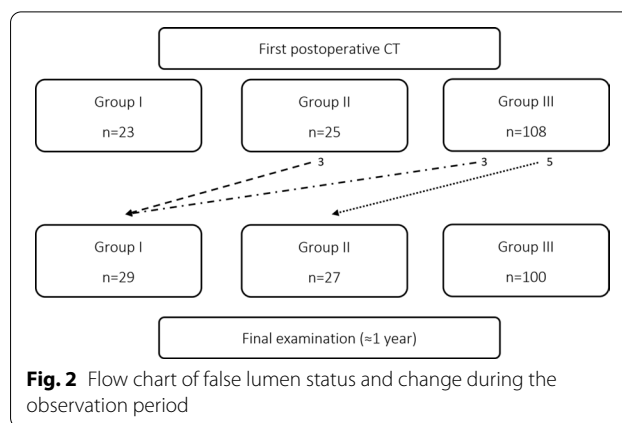 First postoperative CT
Group I
n=23
Group II
n=25
Group III
n=108
3
3
5
Group I
n=29
Group II
n=27
Group III
n=100
Final examination (≈1 year)
Fig. 2 Flow chart of false lumen status and change during the
observation period